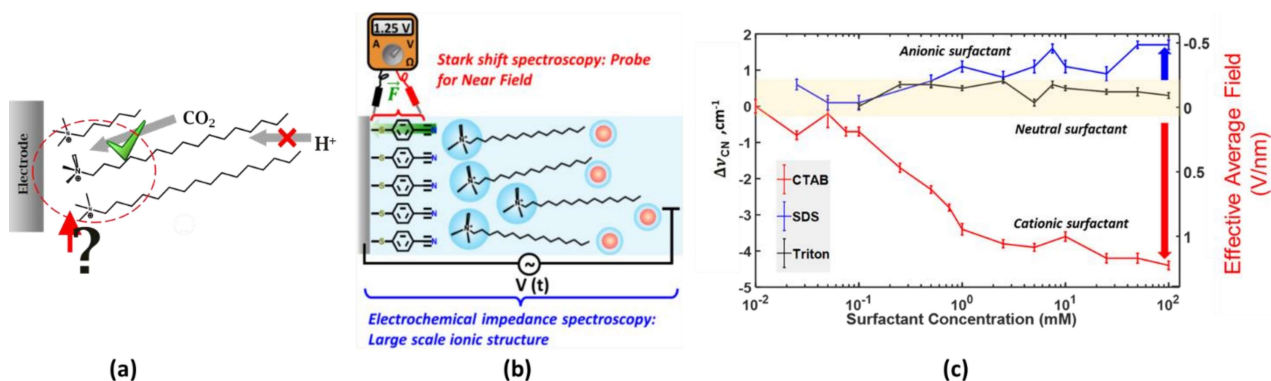 Electrode
CO2
H+
N
⊕
N
⊕
N
⊕
?
(a)
1.25 V
A V
Ω
Stark shift spectroscopy: Probe
for Near Field
F
S N
S N
S N
S N
S N
N+
N+
N+
N+
V (t)
Electrochemical impedance spectroscopy:
Large scale ionic structure
(b)
ΔνCN ,cm-1
2
1
0
-1
-2
-3
-4
-5
Anionic surfactant
Neutral surfactant
Cationic surfactant
CTAB
SDS
Triton
10-2 10-1 100 101 102
Surfactant Concentration (mM)
-0.5
0
0.5
1
Effective Average Field
(V/nm)
(c)